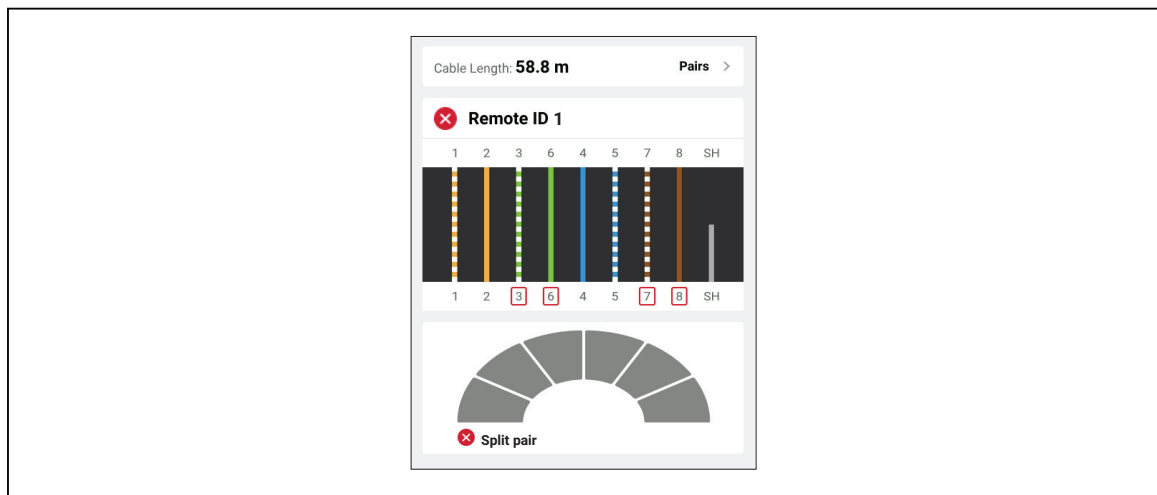 Cable Length: 58.8 m Pairs >
Remote ID 1
1 2 3 6 4 5 7 8 SH
1 2 3 6 4 5 7 8 SH
Split pair